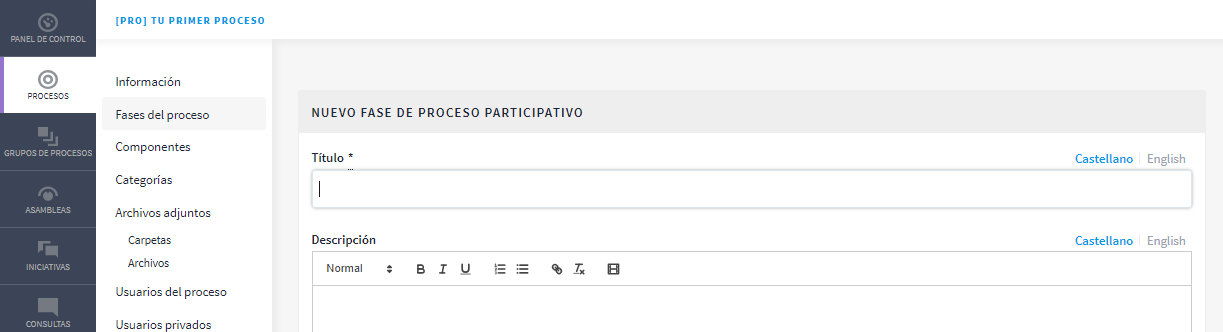 PANEL DE CONTROL
PROCESOS
GRUPOS DE PROCESOS
ASAMBLEAS
INICIATIVAS
CONSULTAS
[PRO] TU PRIMER PROCESO
Información
Fases del proceso
Componentes
Categorías
Archivos adjuntos
Carpetas
Archivos
Usuarios del proceso
Usuarios privados
NUEVO FASE DE PROCESO PARTICIPATIVO
Título * Castellano English
Descripción Castellano English
Normal B I U